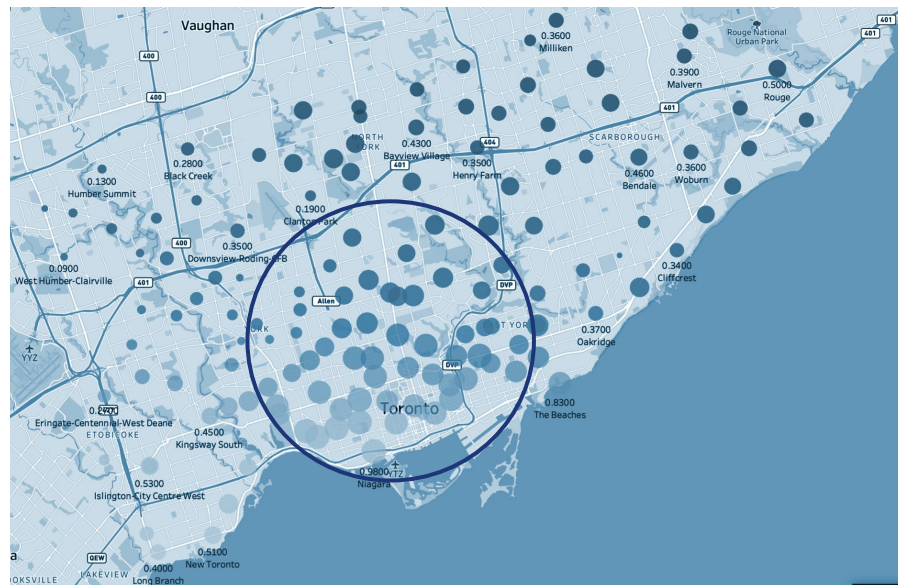 Vaughan
401
401
Rouge National
Urban Park
0.3600
Milliken
400
0.3900
Malvern
0.5000
Rouge
400
401
NORTH
YORK
0.4300
Bayview Village
404
SCARBOROUGH
401
0.3500
Henry Farm
0.2800
Black Creek
0.4600
Bendale
0.3600
Woburn
0.1300
Humber Summit
0.1900
Clanton Park
400
0.3500
Downsview-Roding-CFB
0.0900
West Humber-Clairville
401
0.3400
Cliffcrest
DVP
Allen
YORK
EAST YORK
0.3700
Oakridge
YYZ
DVP
Toronto
0.8300
The Beaches
Eringate-Centennial-West Deane
ETOBICOKE
0.4500
Kingsway South
0.9800
YTZ
Niagara
0.5300
Islington-City Centre West
0.5100
New Toronto
QEW
0.4000
Long Branch
LAKEVIEW
OKSVILLE
a